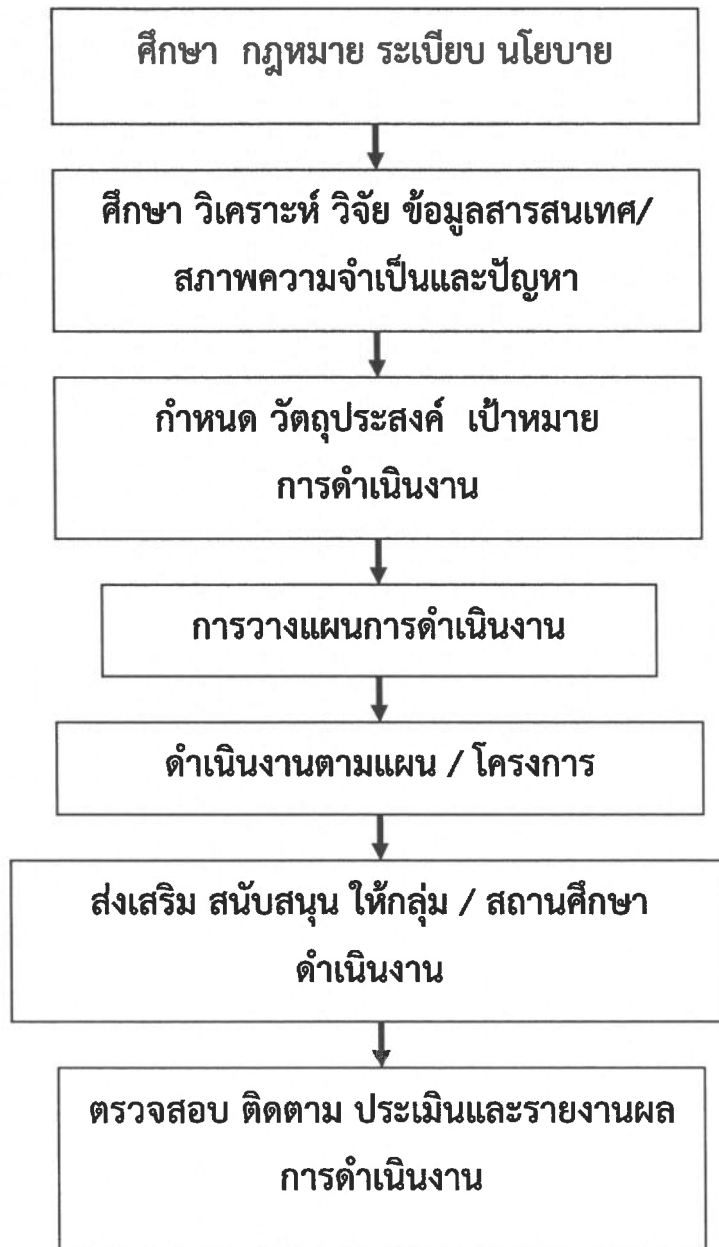 ศึกษา กฎหมาย ระเบียบ นโยบาย
ศึกษา วิเคราะห์ วิจัย ข้อมูลสารสนเทศ/
สภาพความจำเป็นและปัญหา
กำหนด วัตถุประสงค์ เป้าหมาย
การดำเนินงาน
การวางแผนการดำเนินงาน
ดำเนินงานตามแผน / โครงการ
ส่งเสริม สนับสนุน ให้กลุ่ม / สถานศึกษา
ดำเนินงาน
ตรวจสอบ ติดตาม ประเมินและรายงานผล
การดำเนินงาน